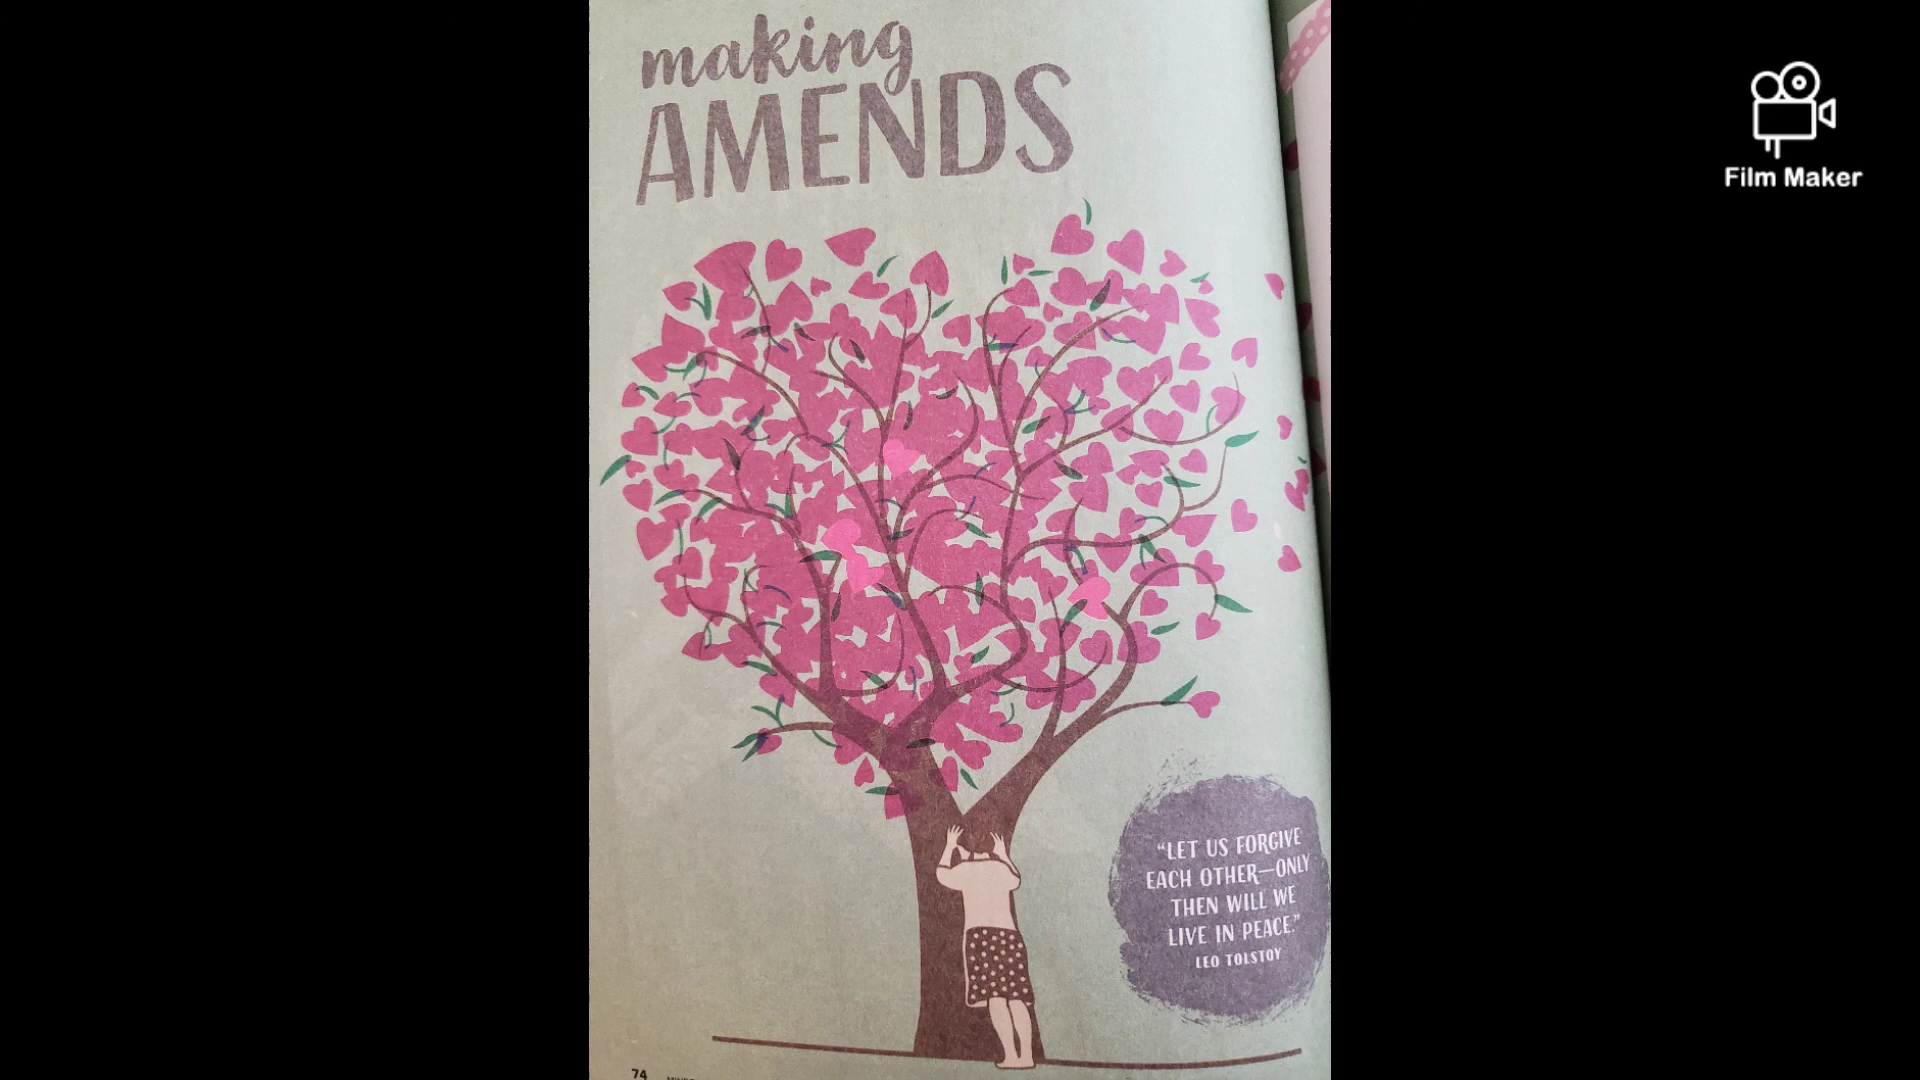 making
AMENDS
Film Maker
“LET US FORGIVE
EACH OTHER—ONLY
THEN WILL WE
LIVE IN PEACE.”
LEO TOLSTOY
74